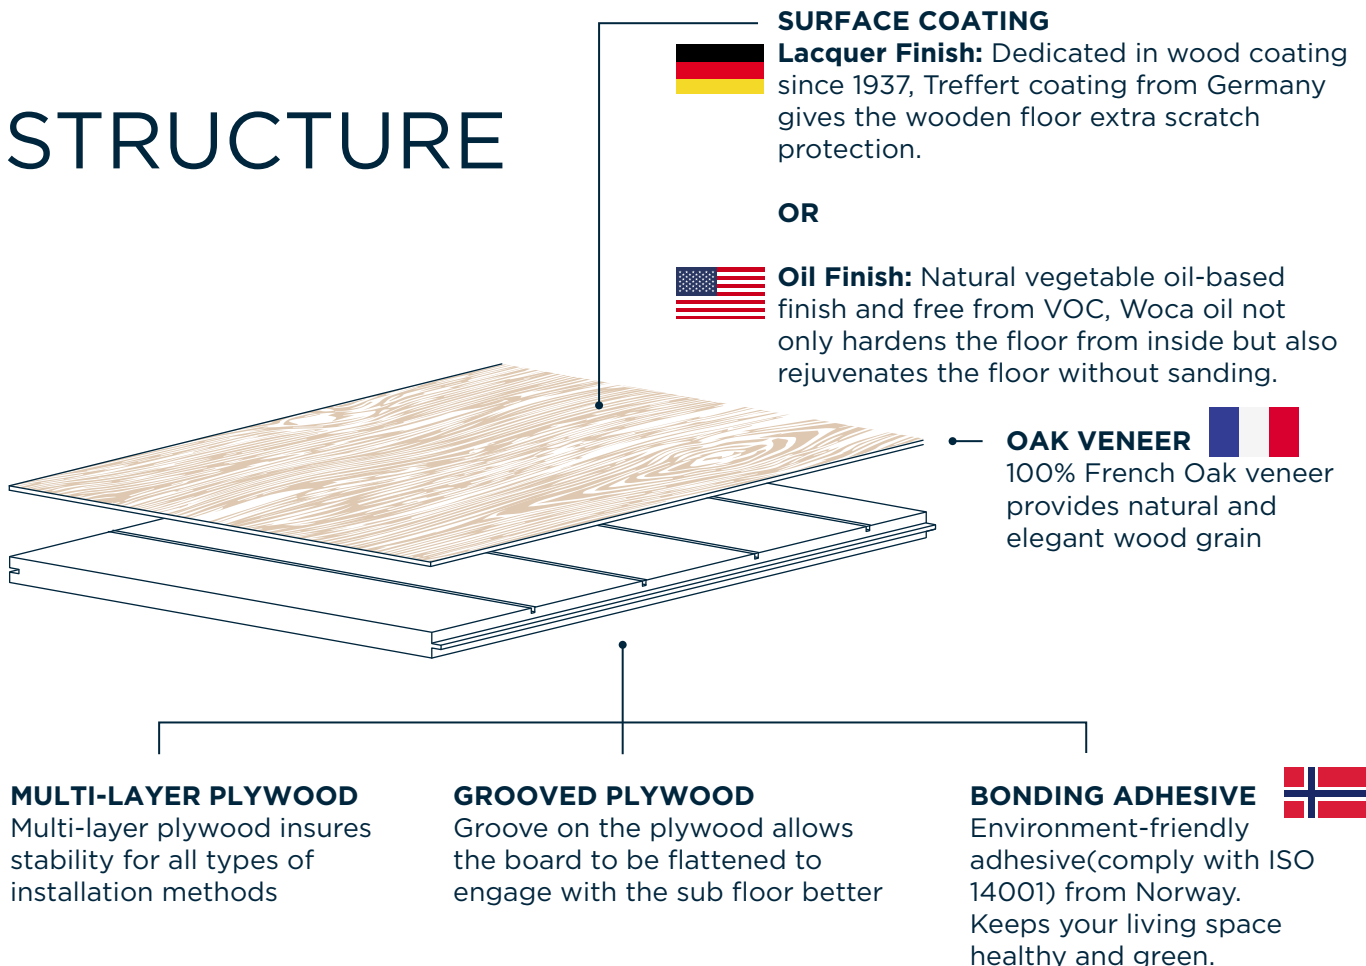 STRUCTURE
SURFACE COATING
Lacquer Finish: Dedicated in wood coating
since 1937, Treffert coating from Germany
gives the wooden floor extra scratch
protection.
OR
Oil Finish: Natural vegetable oil-based
finish and free from VOC, Woca oil not
only hardens the floor from inside but also
rejuvenates the floor without sanding.
OAK VENEER
100% French Oak veneer
provides natural and
elegant wood grain
MULTI-LAYER PLYWOOD
Multi-layer plywood insures
stability for all types of
installation methods
GROOVED PLYWOOD
Groove on the plywood allows
the board to be flattened to
engage with the sub floor better
BONDING ADHESIVE
Environment-friendly
adhesive(comply with ISO
14001) from Norway.
Keeps your living space
healthy and green.